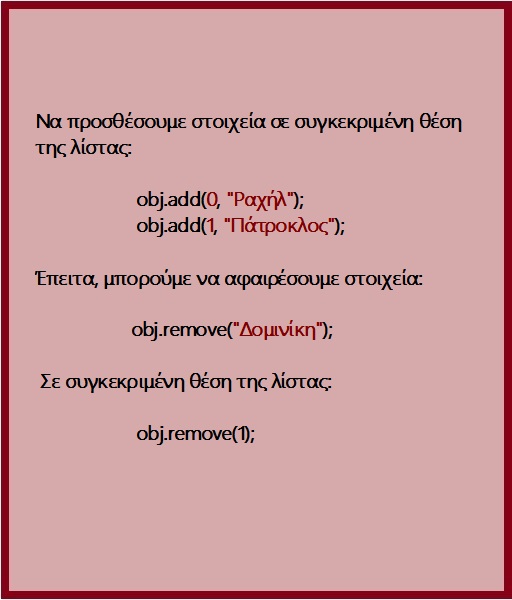 Να προσθέσουμε στοιχεία σε συγκεκριμένη θέση
της λίστας:
obj.add(0, "Ραχήλ");
obj.add(1, "Πάτροκλος");
Έπειτα, μπορούμε να αφαιρέσουμε στοιχεία:
obj.remove("Δομινίκη");
Σε συγκεκριμένη θέση της λίστας:
obj.remove(1);